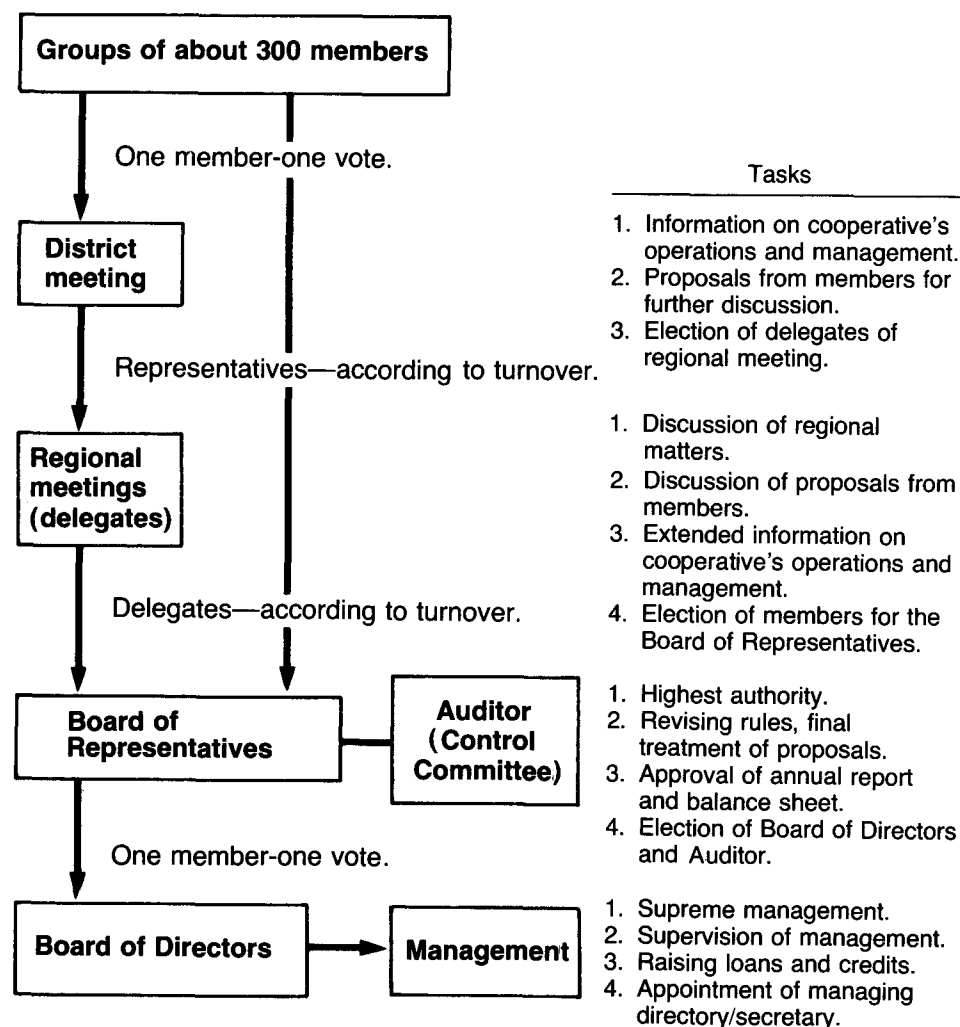 Groups of about 300 members
One member-one vote.
Tasks
District
meeting
1. Information on cooperative's
operations and management.
2. Proposals from members for
further discussion.
3. Election of delegates of
regional meeting.
Representatives—according to turnover.
Regional
meetings
(delegates)
1. Discussion of regional
matters.
2. Discussion of proposals from
members.
3. Extended information on
cooperative's operations and
management.
4. Election of members for the
Board of Representatives.
Delegates—according to turnover.
Board of
Representatives
Auditor
(Control
Committee)
1. Highest authority.
2. Revising rules, final
treatment of proposals.
3. Approval of annual report
and balance sheet.
4. Election of Board of Directors
and Auditor.
One member-one vote.
Board of Directors
Management
1. Supreme management.
2. Supervision of management.
3. Raising loans and credits.
4. Appointment of managing
directory/secretary.